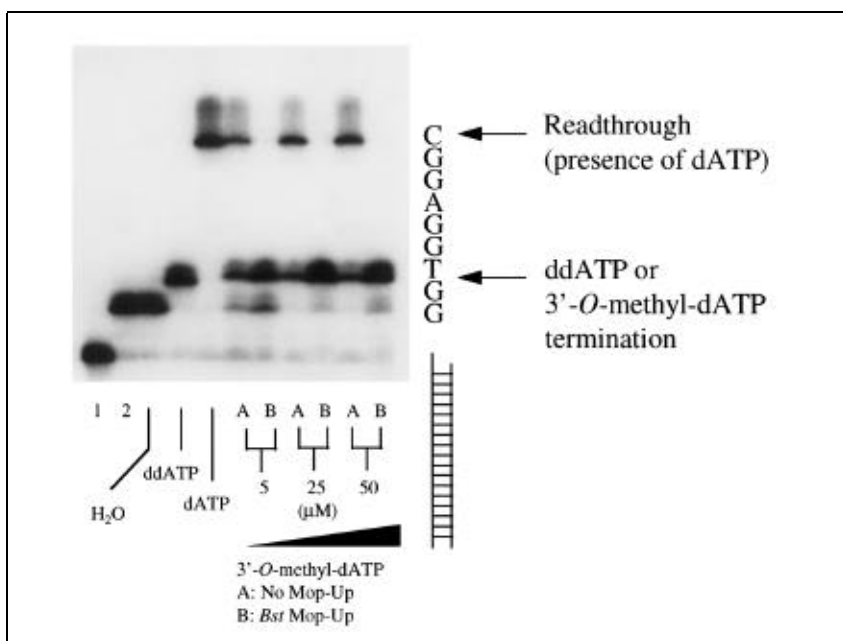 C
G
G
A
G
G
T
G
G
Readthrough
(presence of dATP)
ddATP or
3'-O-methyl-dATP
termination
1 2 A B A B A B
ddATP
dATP
H₂O
5 25 50
(μM)
3'-O-methyl-dATP
A: No Mop-Up
B: Bst Mop-Up